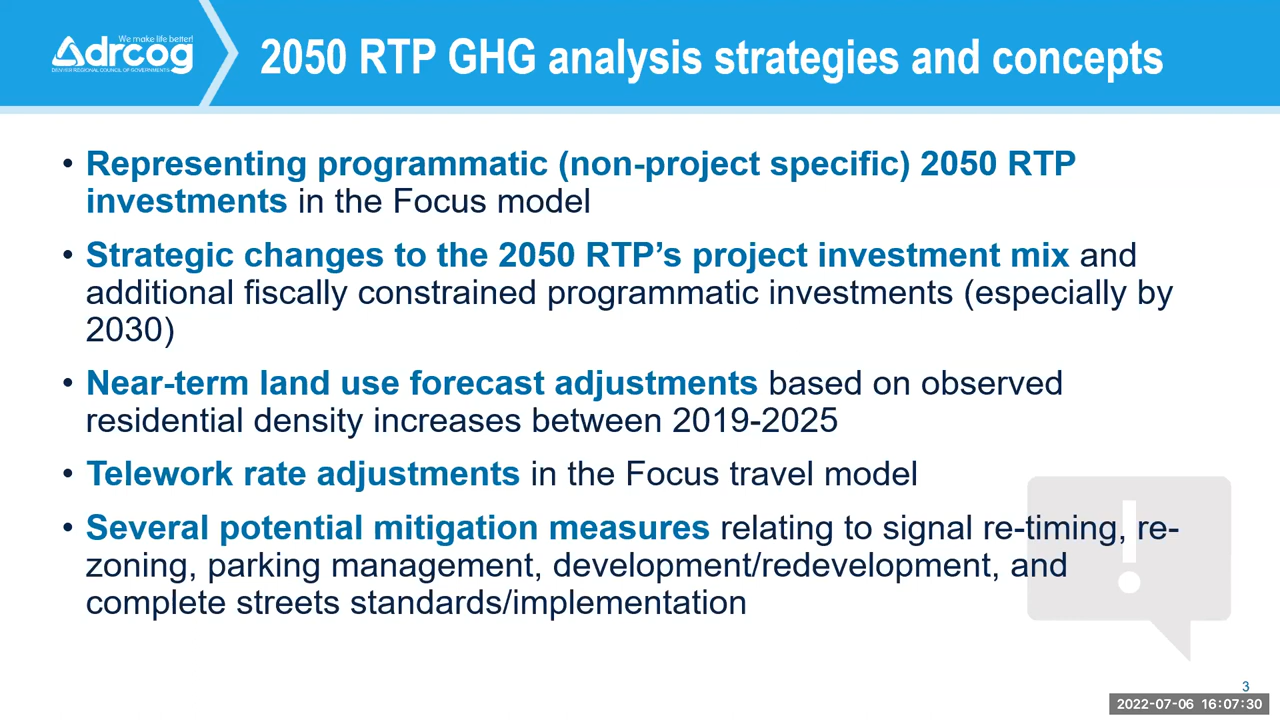 We make life better!
drcog
DENVER REGIONAL COUNCIL OF GOVERNMENTS
2050 RTP GHG analysis strategies and concepts
• Representing programmatic (non-project specific) 2050 RTP
investments in the Focus model
• Strategic changes to the 2050 RTP’s project investment mix and
additional fiscally constrained programmatic investments (especially by
2030)
• Near-term land use forecast adjustments based on observed
residential density increases between 2019-2025
• Telework rate adjustments in the Focus travel model
• Several potential mitigation measures relating to signal re-timing, re-
zoning, parking management, development/redevelopment, and
complete streets standards/implementation
3
2022-07-06 16:07:30